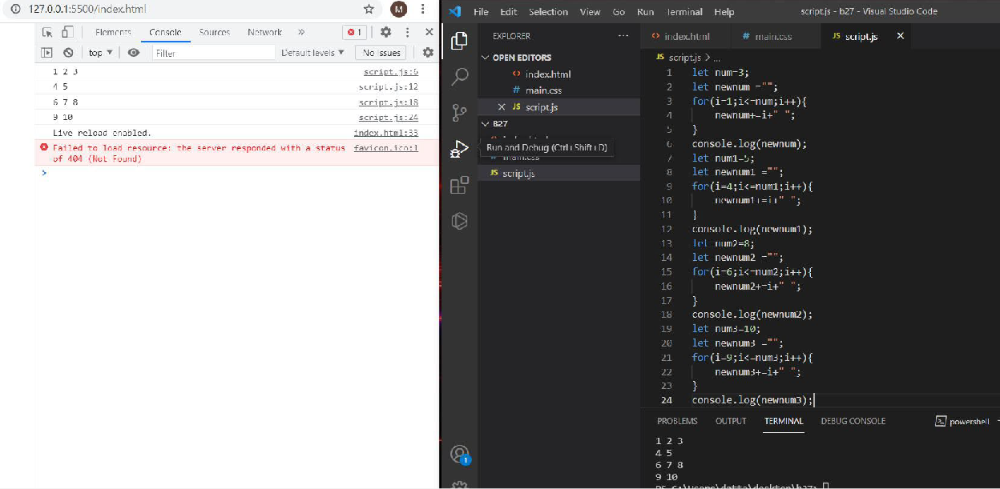 127.0.0.1:5500/index.html
M
Elements Console Sources Network » 1
top Filter Default levels No Issues
1 2 3 script.js:6
4 5 script.js:12
6 7 8 script.js:18
9 10 script.js:24
Live reload enabled. index.html:33
Failed to load resource: the server responded with a status favicon.ico:1
of 404 (Not Found)
>
File Edit Selection View Go Run Terminal Help script.js - b27 - Visual Studio Code
EXPLORER ...
OPEN EDITORS
<> index.html
# main.css
JS script.js
B27
Run and Debug (Ctrl+Shift+D)
main.css
JS script.js
1
<> index.html # main.css JS script.js
JS script.js > ...
1 let num=3;
2 let newnum ="";
3 for(i=1;i<=num;i++){
4 newnum+=i+" ";
5 }
6 console.log(newnum);
7 let num1=5;
8 let newnum1 ="";
9 for(i=4;i<=num1;i++){
10 newnum1+=i+" ";
11 }
12 console.log(newnum1);
13 let num2=8;
14 let newnum2 ="";
15 for(i=6;i<=num2;i++){
16 newnum2+=i+" ";
17 }
18 console.log(newnum2);
19 let num3=10;
20 let newnum3 ="";
21 for(i=9;i<=num3;i++){
22 newnum3+=i+" ";
23 }
24 console.log(newnum3);
PROBLEMS OUTPUT TERMINAL DEBUG CONSOLE powershell
1 2 3
4 5
6 7 8
9 10